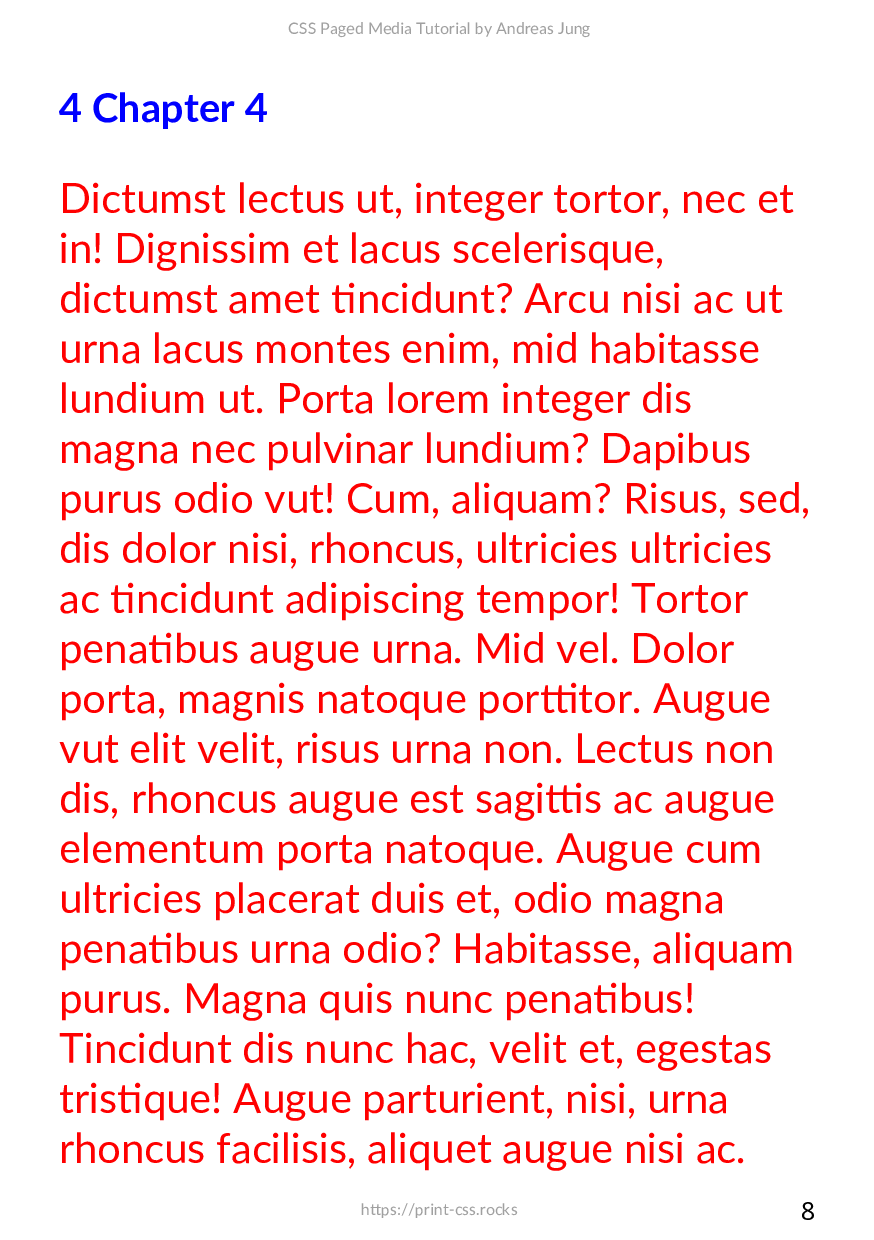 CSS Paged Media Tutorial by Andreas Jung
4 Chapter 4
Dictumst lectus ut, integer tortor, nec et
in! Dignissim et lacus scelerisque,
dictumst amet tincidunt? Arcu nisi ac ut
urna lacus montes enim, mid habitasse
lundium ut. Porta lorem integer dis
magna nec pulvinar lundium? Dapibus
purus odio vut! Cum, aliquam? Risus, sed,
dis dolor nisi, rhoncus, ultricies ultricies
ac tincidunt adipiscing tempor! Tortor
penatibus augue urna. Mid vel. Dolor
porta, magnis natoque porttitor. Augue
vut elit velit, risus urna non. Lectus non
dis, rhoncus augue est sagittis ac augue
elementum porta natoque. Augue cum
ultricies placerat duis et, odio magna
penatibus urna odio? Habitasse, aliquam
purus. Magna quis nunc penatibus!
Tincidunt dis nunc hac, velit et, egestas
tristique! Augue parturient, nisi, urna
rhoncus facilisis, aliquet augue nisi ac.
https://print-css.rocks
8